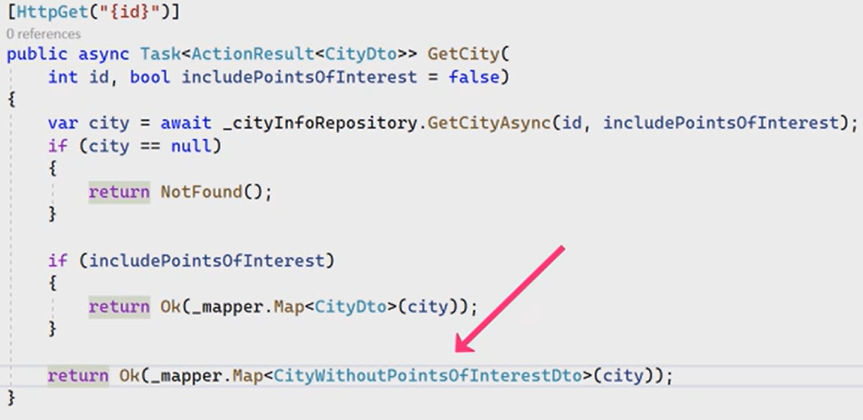 [HttpGet("{id}")]
0 references
public async Task<ActionResult<CityDto>> GetCity(
int id, bool includePointsOfInterest = false)
{
var city = await _cityInfoRepository.GetCityAsync(id, includePointsOfInterest);
if (city == null)
{
return NotFound();
}
if (includePointsOfInterest)
{
return Ok(_mapper.Map<CityDto>(city));
}
return Ok(_mapper.Map<CityWithoutPointsOfInterestDto>(city));
}